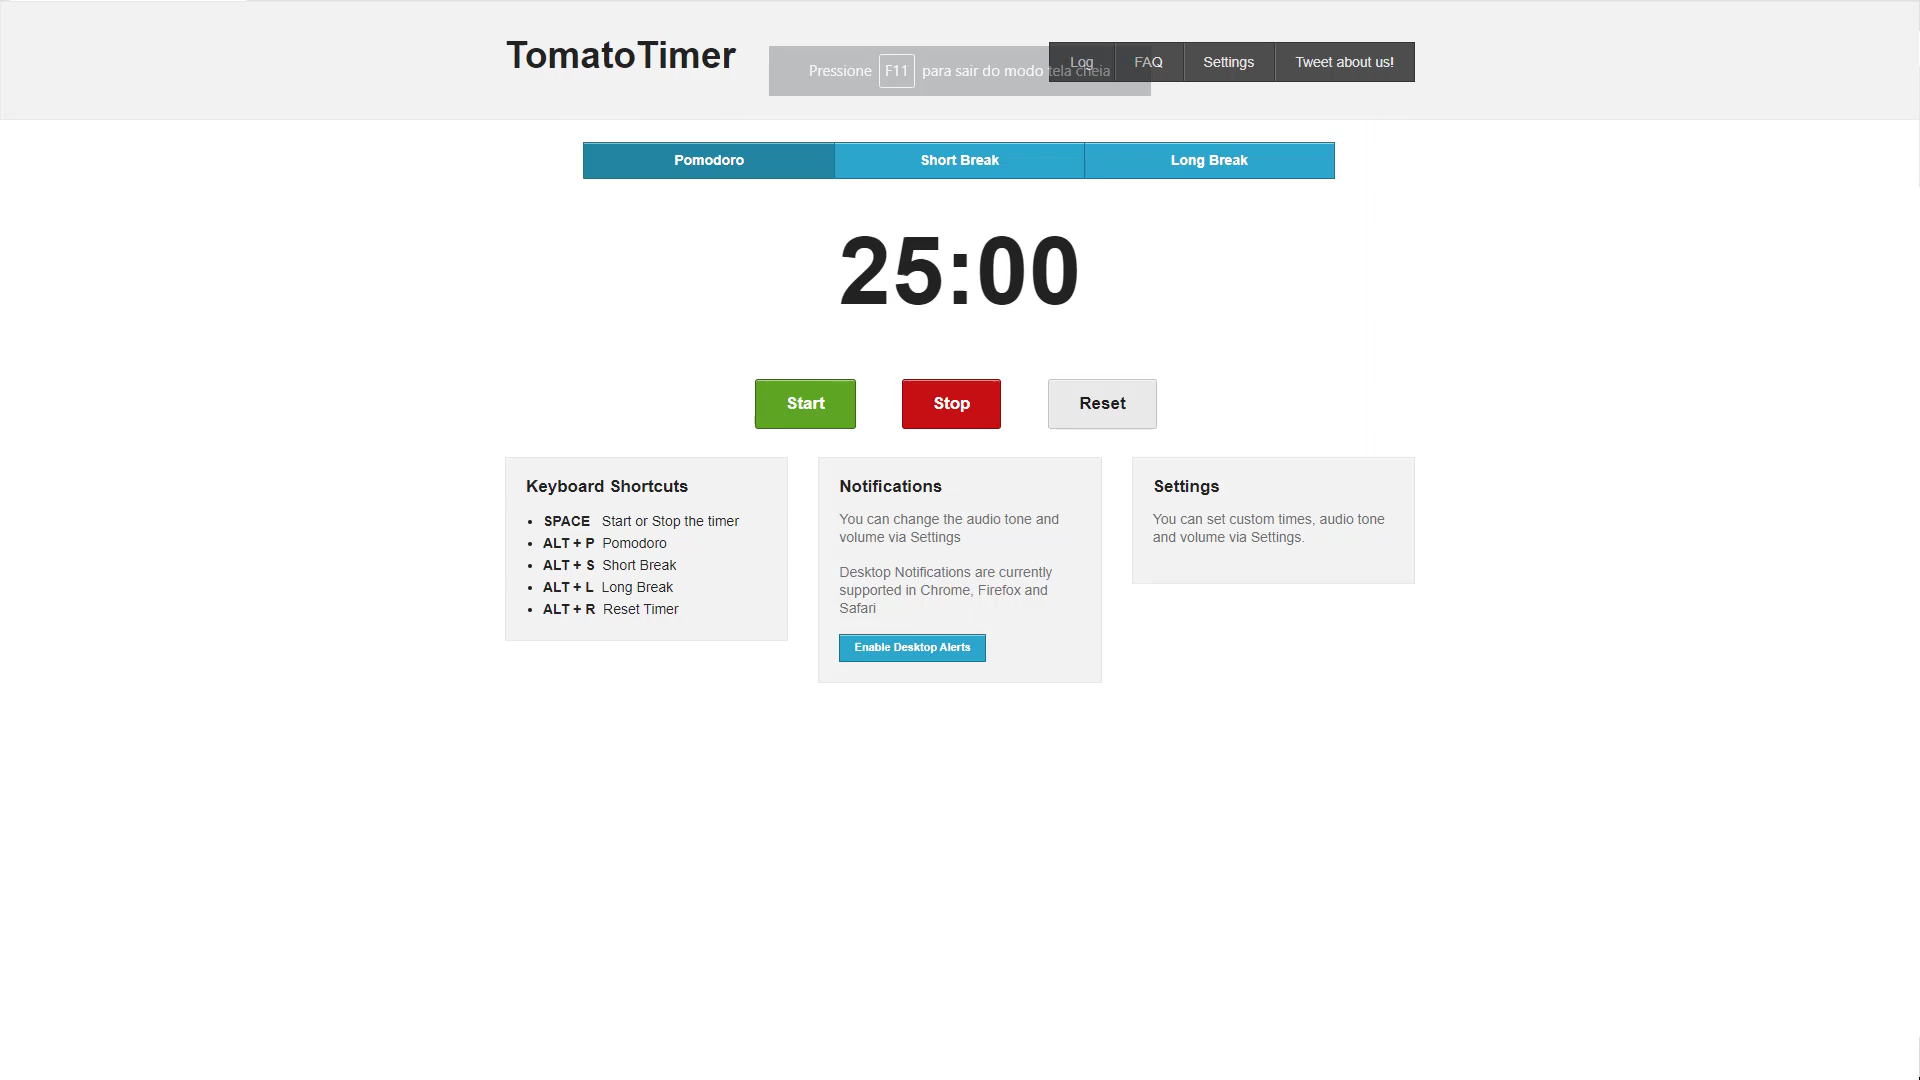 TomatoTimer
Pressione F11 para sair do modo tela cheia
Log FAQ Settings Tweet about us!
Pomodoro Short Break Long Break
25:00
Start Stop Reset
Keyboard Shortcuts
• SPACE Start or Stop the timer
• ALT + P Pomodoro
• ALT + S Short Break
• ALT + L Long Break
• ALT + R Reset Timer
Notifications
You can change the audio tone and
volume via Settings
Desktop Notifications are currently
supported in Chrome, Firefox and
Safari
Enable Desktop Alerts
Settings
You can set custom times, audio tone
and volume via Settings.